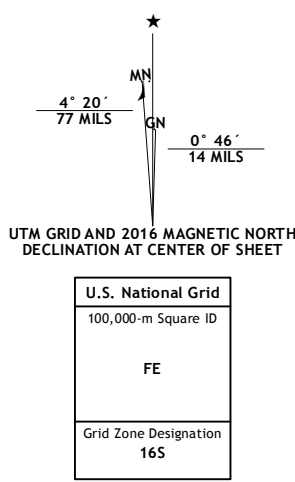 MN
4° 20´
77 MILS
GN
0° 46´
14 MILS
UTM GRID AND 2016 MAGNETIC NORTH
DECLINATION AT CENTER OF SHEET
U.S. National Grid
100,000-m Square ID
FE
Grid Zone Designation
16S